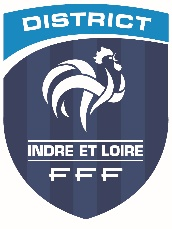 DISTRICT
INDRE ET LOIRE
FFF